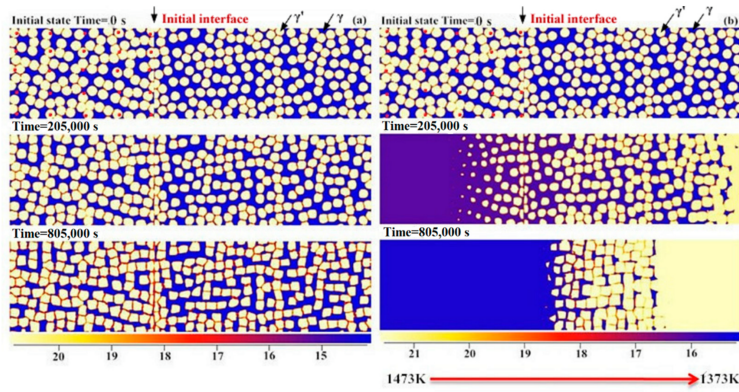 Initial state Time=.0 s Initial interface γ' γ (a)
Time=205,000 s
Time=805,000 s
20 19 18 17 16 15
Initial state Time=0 s Initial interface γ' γ (b)
Time=205,000 s
Time=805,000 s
21 20 19 18 17 16
1473K 1373K